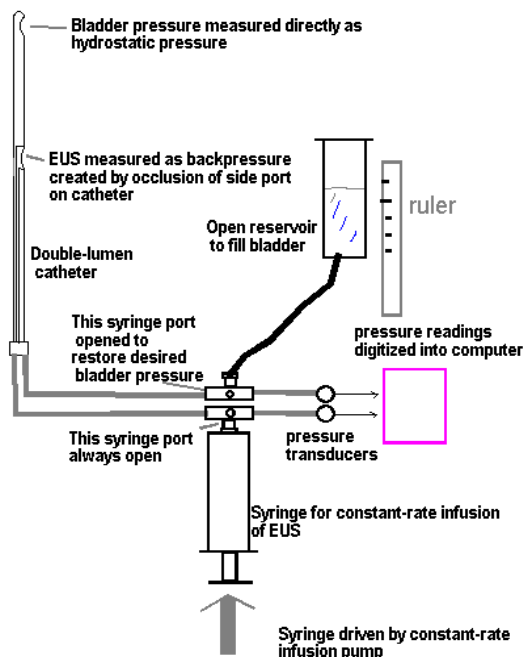 Bladder pressure measured directly as
hydrostatic pressure
EUS measured as backpressure
created by occlusion of side port
on catheter
Open reservoir
to fill bladder
ruler
Double-lumen
catheter
This syringe port
opened to
restore desired
bladder pressure
pressure readings
digitized into computer
This syringe port
always open
pressure
transducers
Syringe for constant-rate infusion
of EUS
Syringe driven by constant-rate
infusion pump